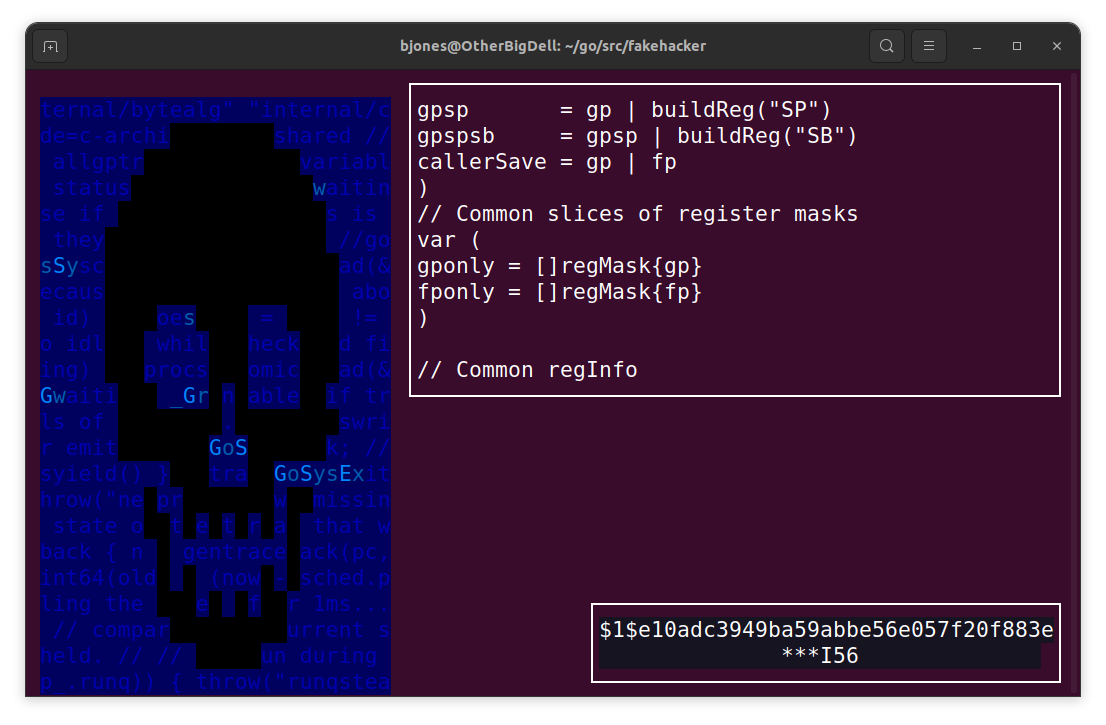 bjones@OtherBigDell: ~/go/src/fakehacker
ternal/bytealg" "internal/c
de=c-archi shared //
allgptr variabl
status waitin
se if s is
they //go
sSysc ad(&
ecaus abo
id) oes = !=
o idl whil heck d fi
ing) procs omic ad(&
Gwaiti _Gr n able if tr
ls of . swri
r emit GoS k: //
syield() } tra GoSysExit
hrow("ne pr w missin
state o t e t r a that w
back { n gentrace ack(pc,
int64(old (now - sched.p
ling the e f r 1ms...
// compar urrent s
held. // // un during
p .runq)) { throw("runqstea
gpsp = gp | buildReg("SP")
gpspsb = gpsp | buildReg("SB")
callerSave = gp | fp
)
// Common slices of register masks
var (
gponly = []regMask{gp}
fponly = []regMask{fp}
)
// Common regInfo
$1$e10adc3949ba59abbe56e057f20f883e
***I56